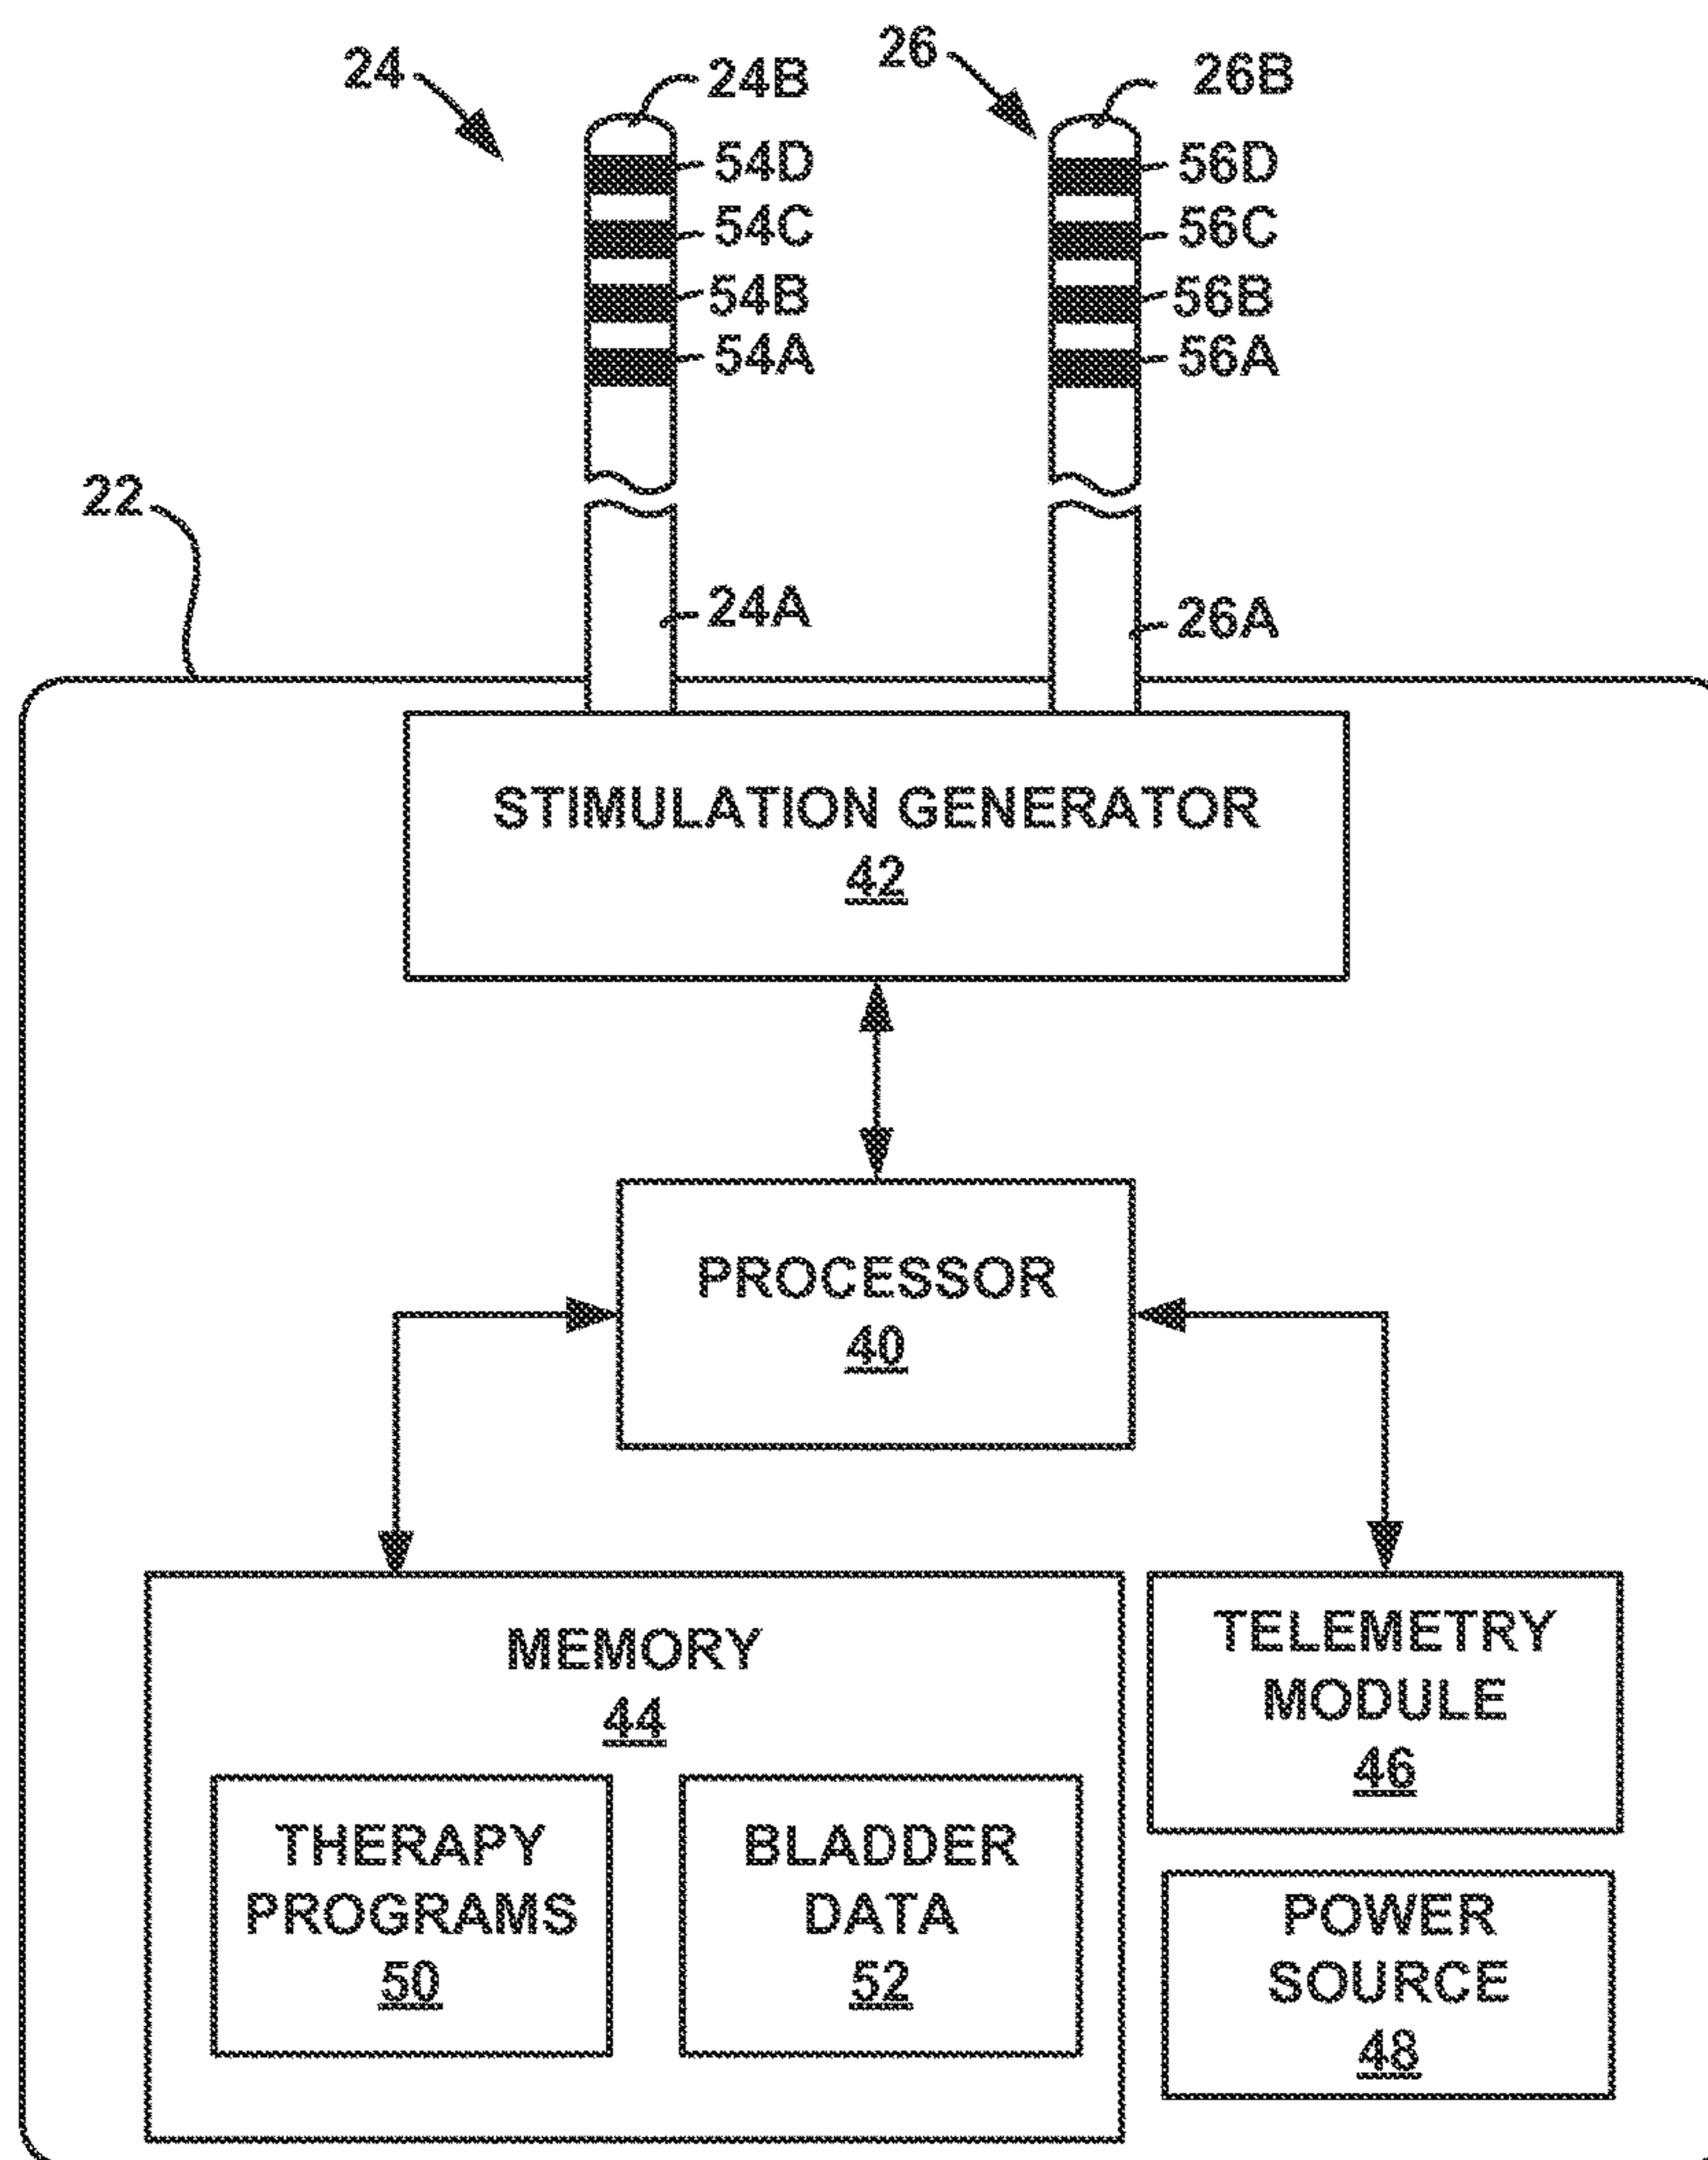 24
24B
26
26B
54D
56D
54C
56C
54B
56B
54A
56A
22
24A
26A
STIMULATION GENERATOR
42
PROCESSOR
40
MEMORY
44
THERAPY
PROGRAMS
50
BLADDER
DATA
52
TELEMETRY
MODULE
46
POWER
SOURCE
48